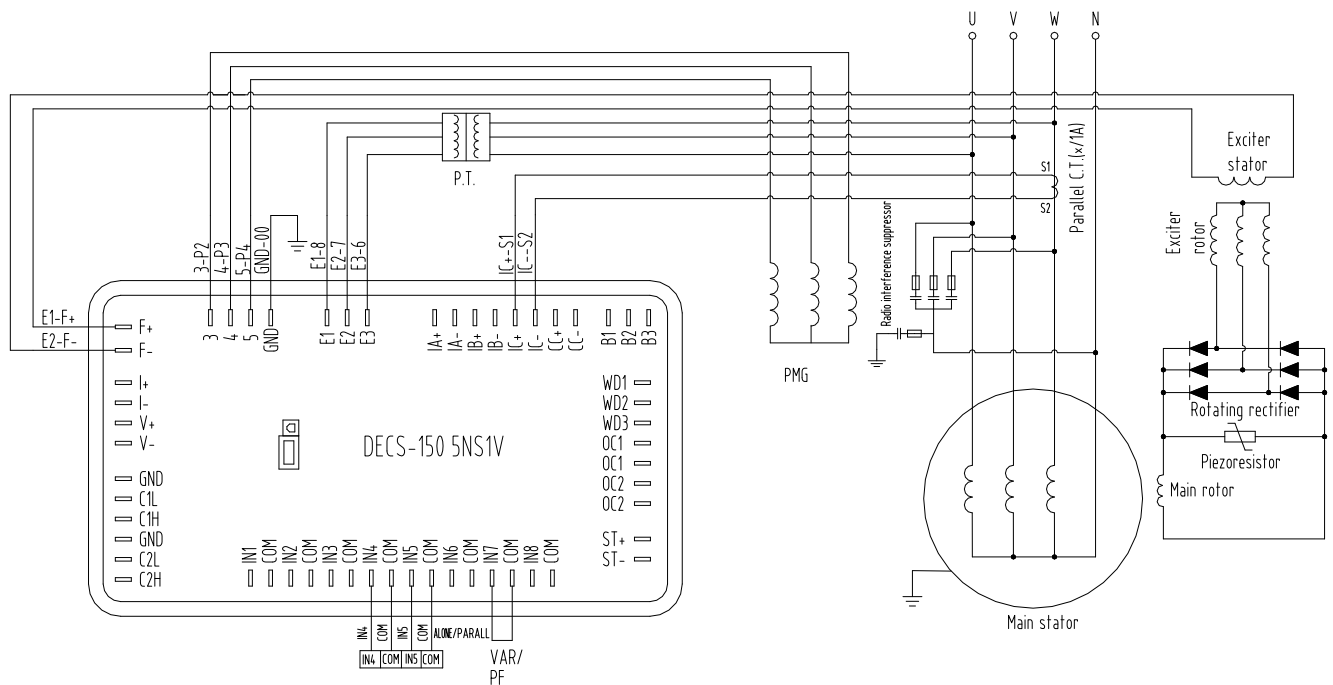 U V W N
Parallel C.T.(x/1A)
Exciter
stator
P.T.
S1
S2
Exciter
rotor
3-P2
4-P3
5-P4
GND-00
E1-8
E2-7
E3-6
IC+-S1
IC--S2
Radio interference suppressor
E1-F+
E2-F-
F+
F-
3
4
5
GND
E1
E2
E3
IA+
IA-
IB+
IB-
IC+
IC-
CC+
CC-
B1
B2
B3
PMG
I+
I-
V+
V-
GND
C1L
C1H
GND
C2L
C2H
WD1
WD2
WD3
OC1
OC1
OC2
OC2
ST+
ST-
DECS-150 5NS1V
Rotating rectifier
Piezoresistor
Main rotor
IN1
COM
IN2
COM
IN3
COM
IN4
COM
IN5
COM
IN6
COM
IN7
COM
IN8
COM
IN4
COM
IN5
COM
ALONE/PARALL
IN4 COM IN5 COM
VAR/
PF
Main stator